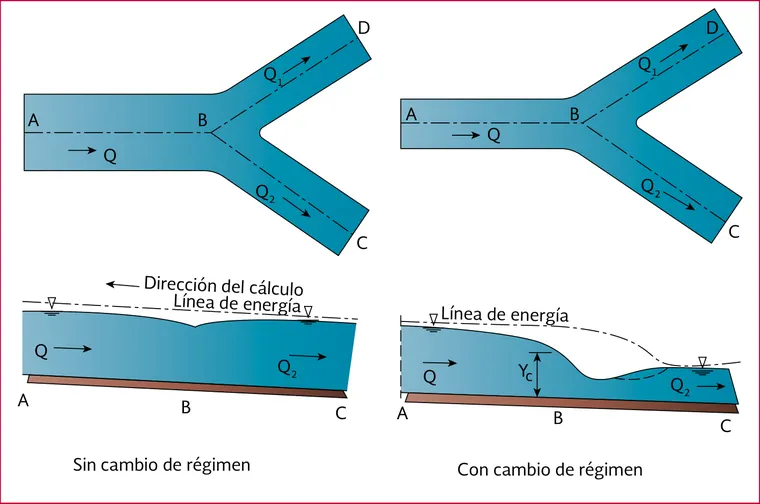 D
Q1
A
B
Q
Q2
C
D
Q1
A
B
Q
Q2
C
Dirección del cálculo
Línea de energía
Q
Q2
A
B
C
Sin cambio de régimen
Línea de energía
Q
YC
Q2
A
B
C
Con cambio de régimen